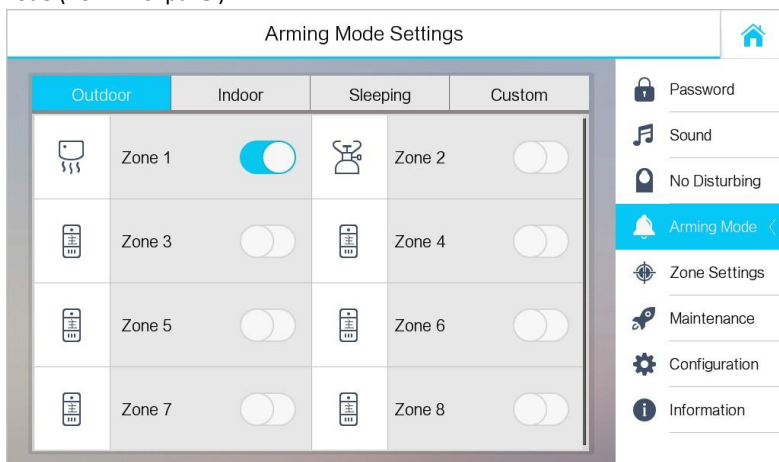 Arming Mode Settings
Outdoor Indoor Sleeping Custom
Zone 1 Zone 2
Zone 3 Zone 4
Zone 5 Zone 6
Zone 7 Zone 8
Password
Sound
No Disturbing
Arming Mode
Zone Settings
Maintenance
Configuration
Information